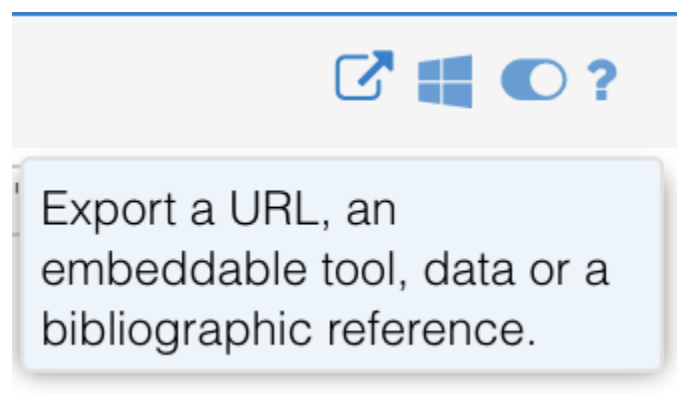 ?
Export a URL, an
embeddable tool, data or a
bibliographic reference.